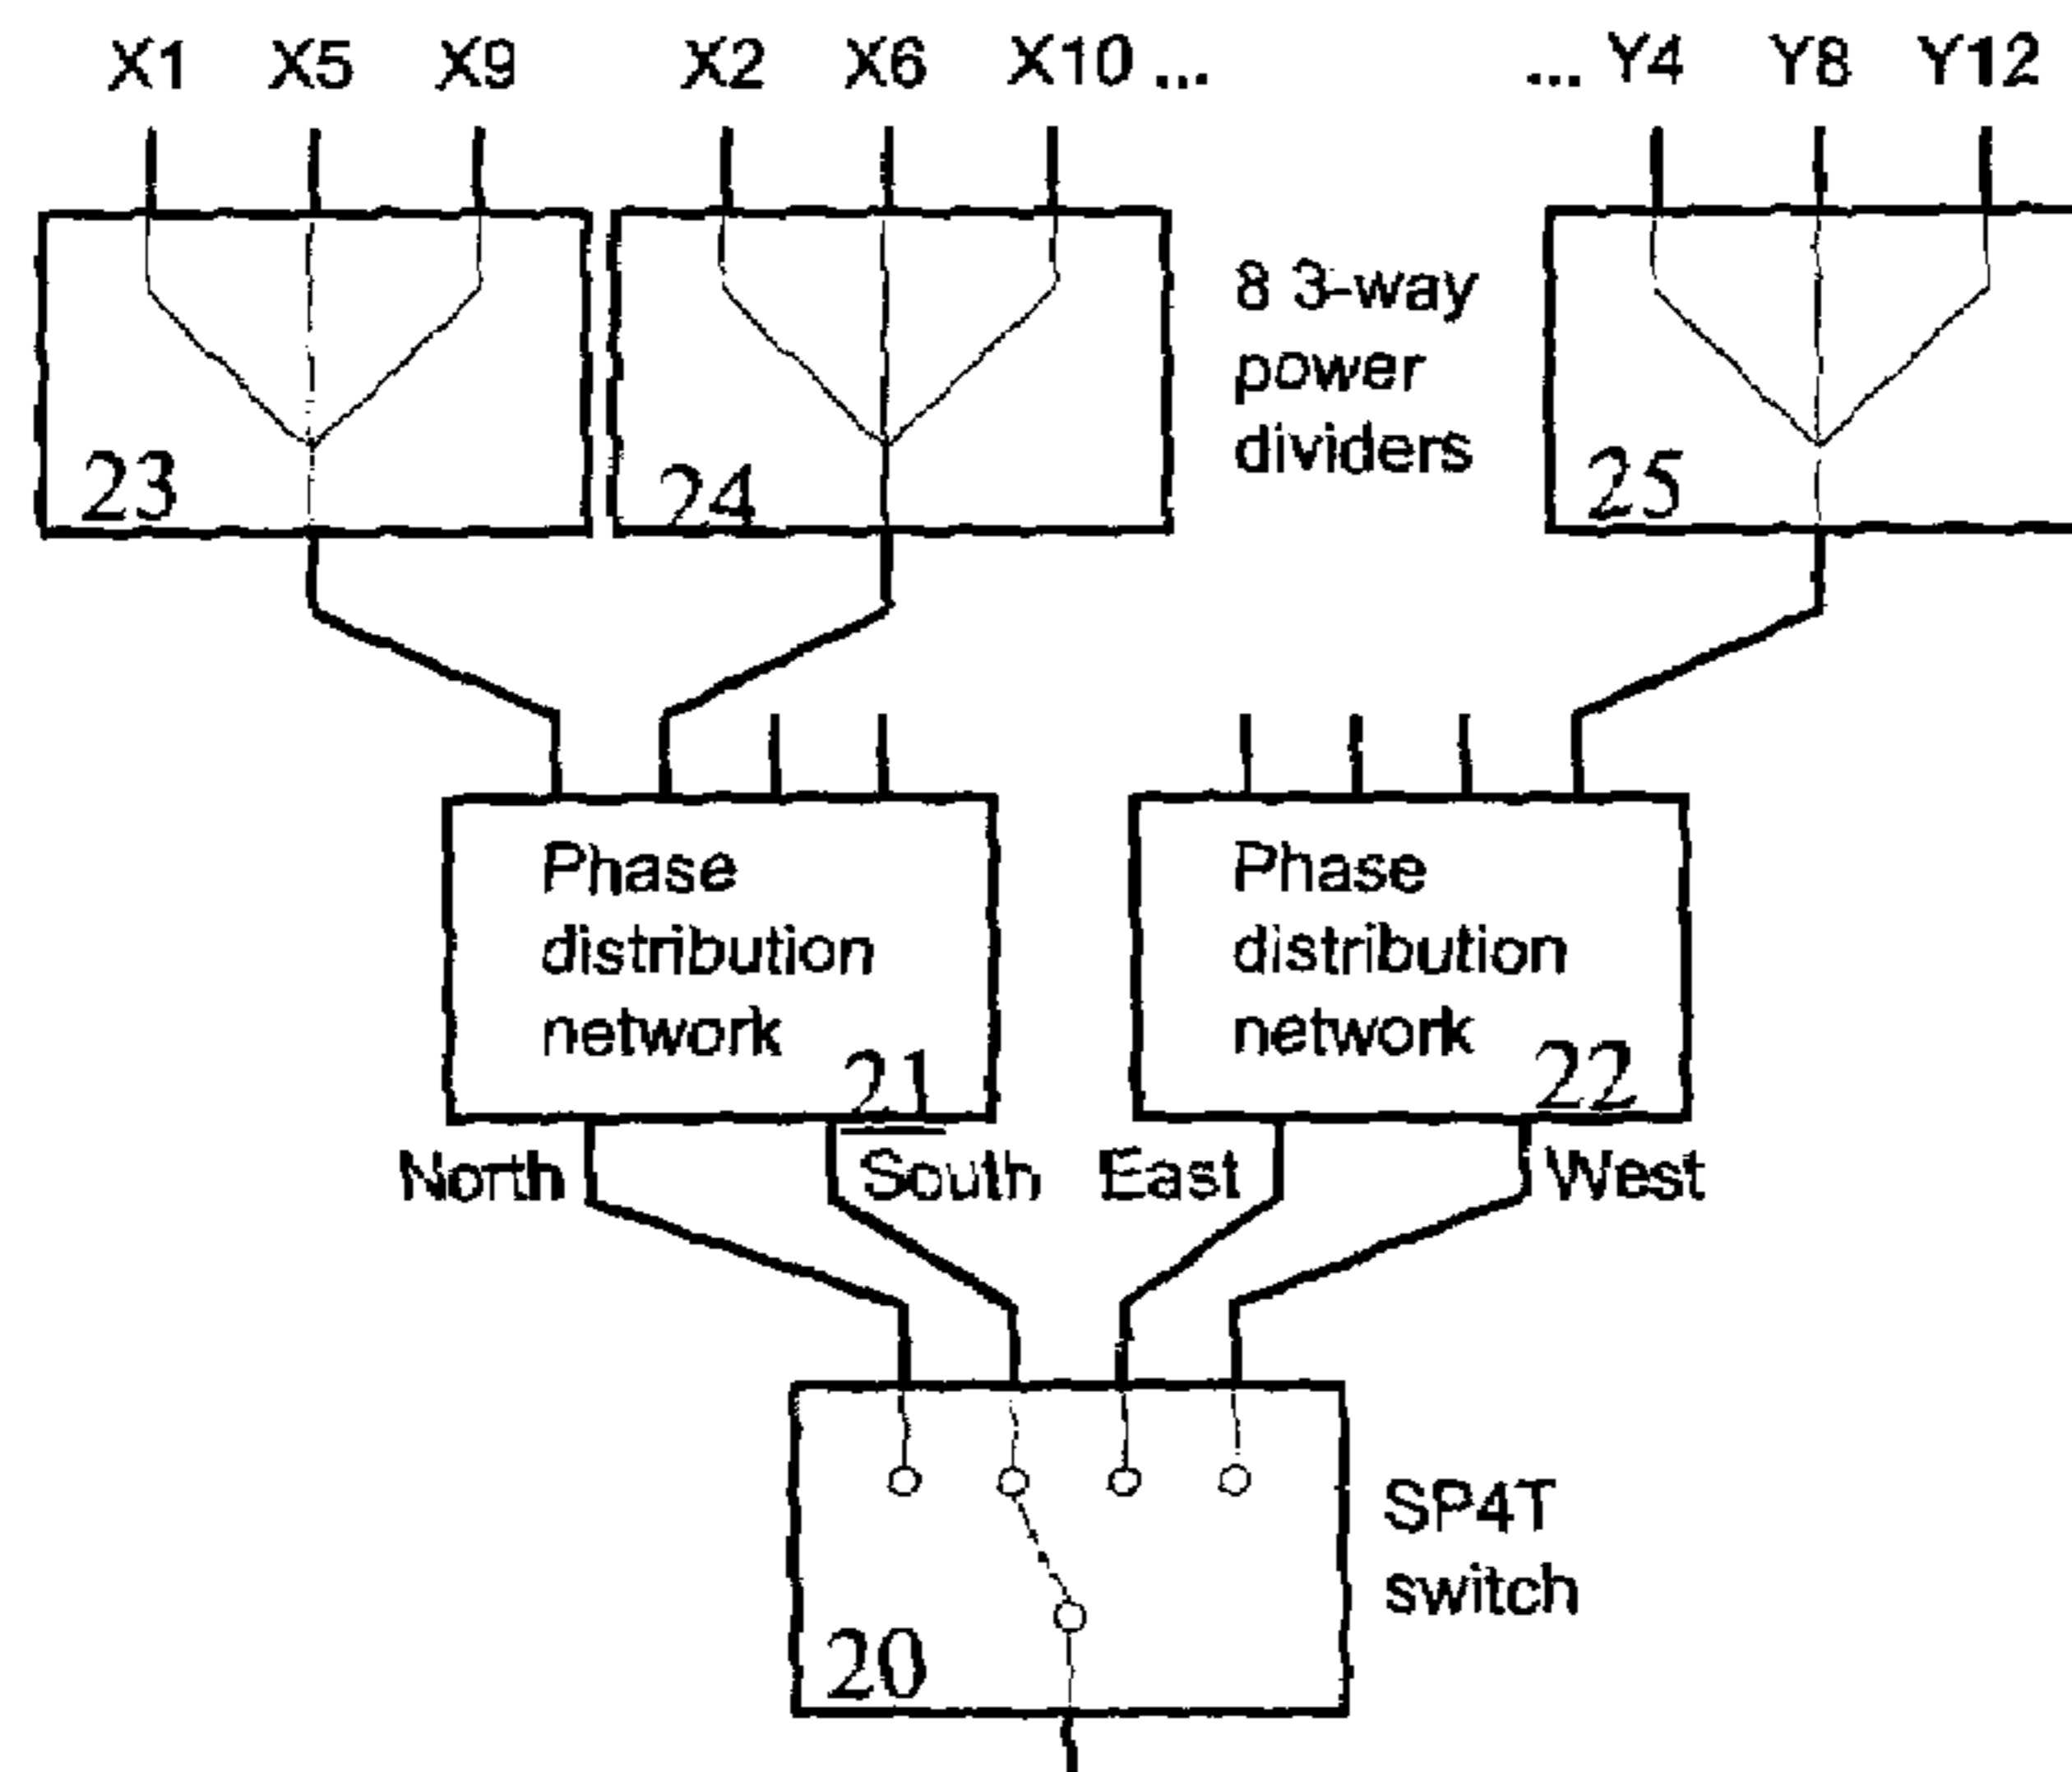 X1 X5 X9 X2 X6 X10 ... ... Y4 Y8 Y12
8 3-way
power
dividers
23 24 25
Phase
distribution
network
21
Phase
distribution
network
22
North South East West
SP4T
switch
20